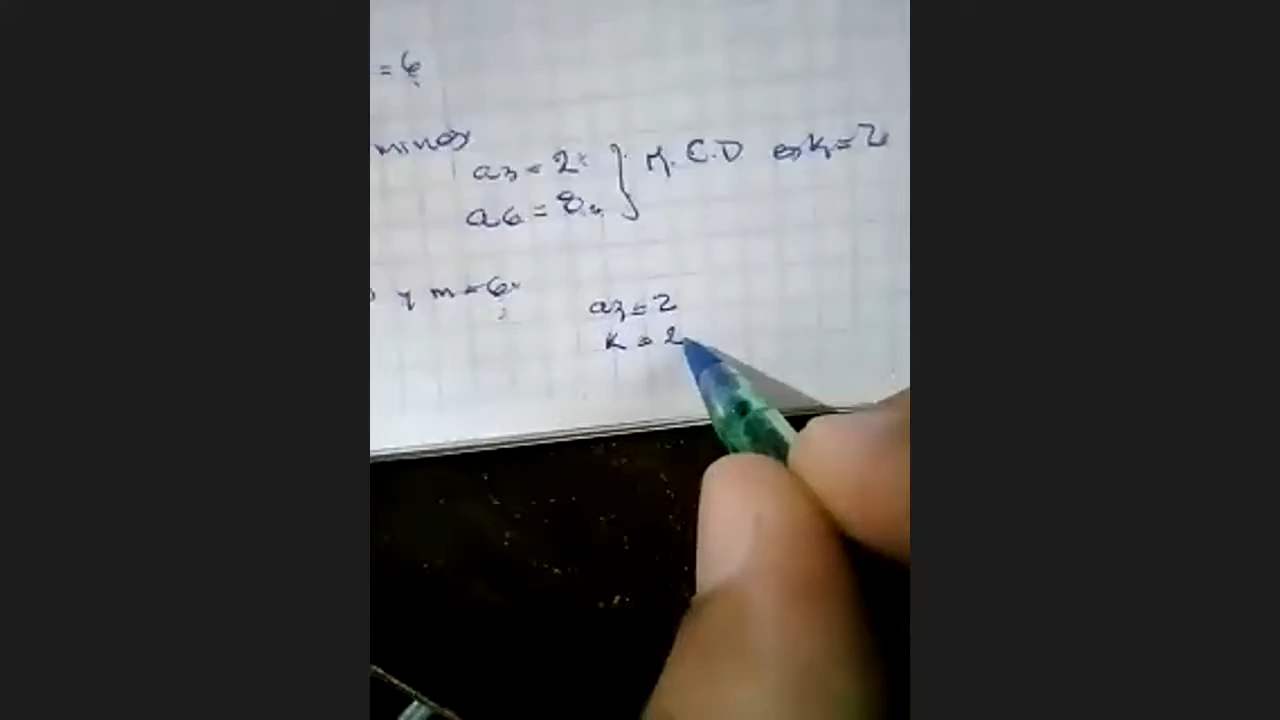 = 6
minos
a3 = 2
a6 = 8
} M.C.D es k = 2
y m = 6
a3 = 2
k = 2